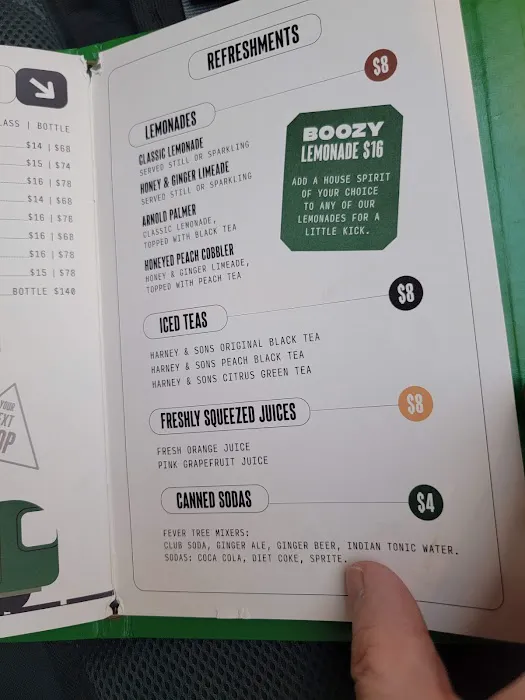 LASS | BOTTLE
$14 | $68
$15 | $74
$16 | $78
$14 | $68
$16 | $78
$16 | $68
$16 | $78
$15 | $78
BOTTLE $140
YOUR
EXT
OP
REFRESHMENTS
$8
LEMONADES
CLASSIC LEMONADE
SERVED STILL OR SPARKLING
HONEY & GINGER LIMEADE
SERVED STILL OR SPARKLING
ARNOLD PALMER
CLASSIC LEMONADE,
TOPPED WITH BLACK TEA
HONEYED PEACH COBBLER
HONEY & GINGER LIMEADE,
TOPPED WITH PEACH TEA
BOOZY
LEMONADE $16
ADD A HOUSE SPIRIT
OF YOUR CHOICE
TO ANY OF OUR
LEMONADES FOR A
LITTLE KICK.
ICED TEAS
$8
HARNEY & SONS ORIGINAL BLACK TEA
HARNEY & SONS PEACH BLACK TEA
HARNEY & SONS CITRUS GREEN TEA
FRESHLY SQUEEZED JUICES
$8
FRESH ORANGE JUICE
PINK GRAPEFRUIT JUICE
CANNED SODAS
$4
FEVER TREE MIXERS:
CLUB SODA, GINGER ALE, GINGER BEER, INDIAN TONIC WATER.
SODAS: COCA COLA, DIET COKE, SPRITE.